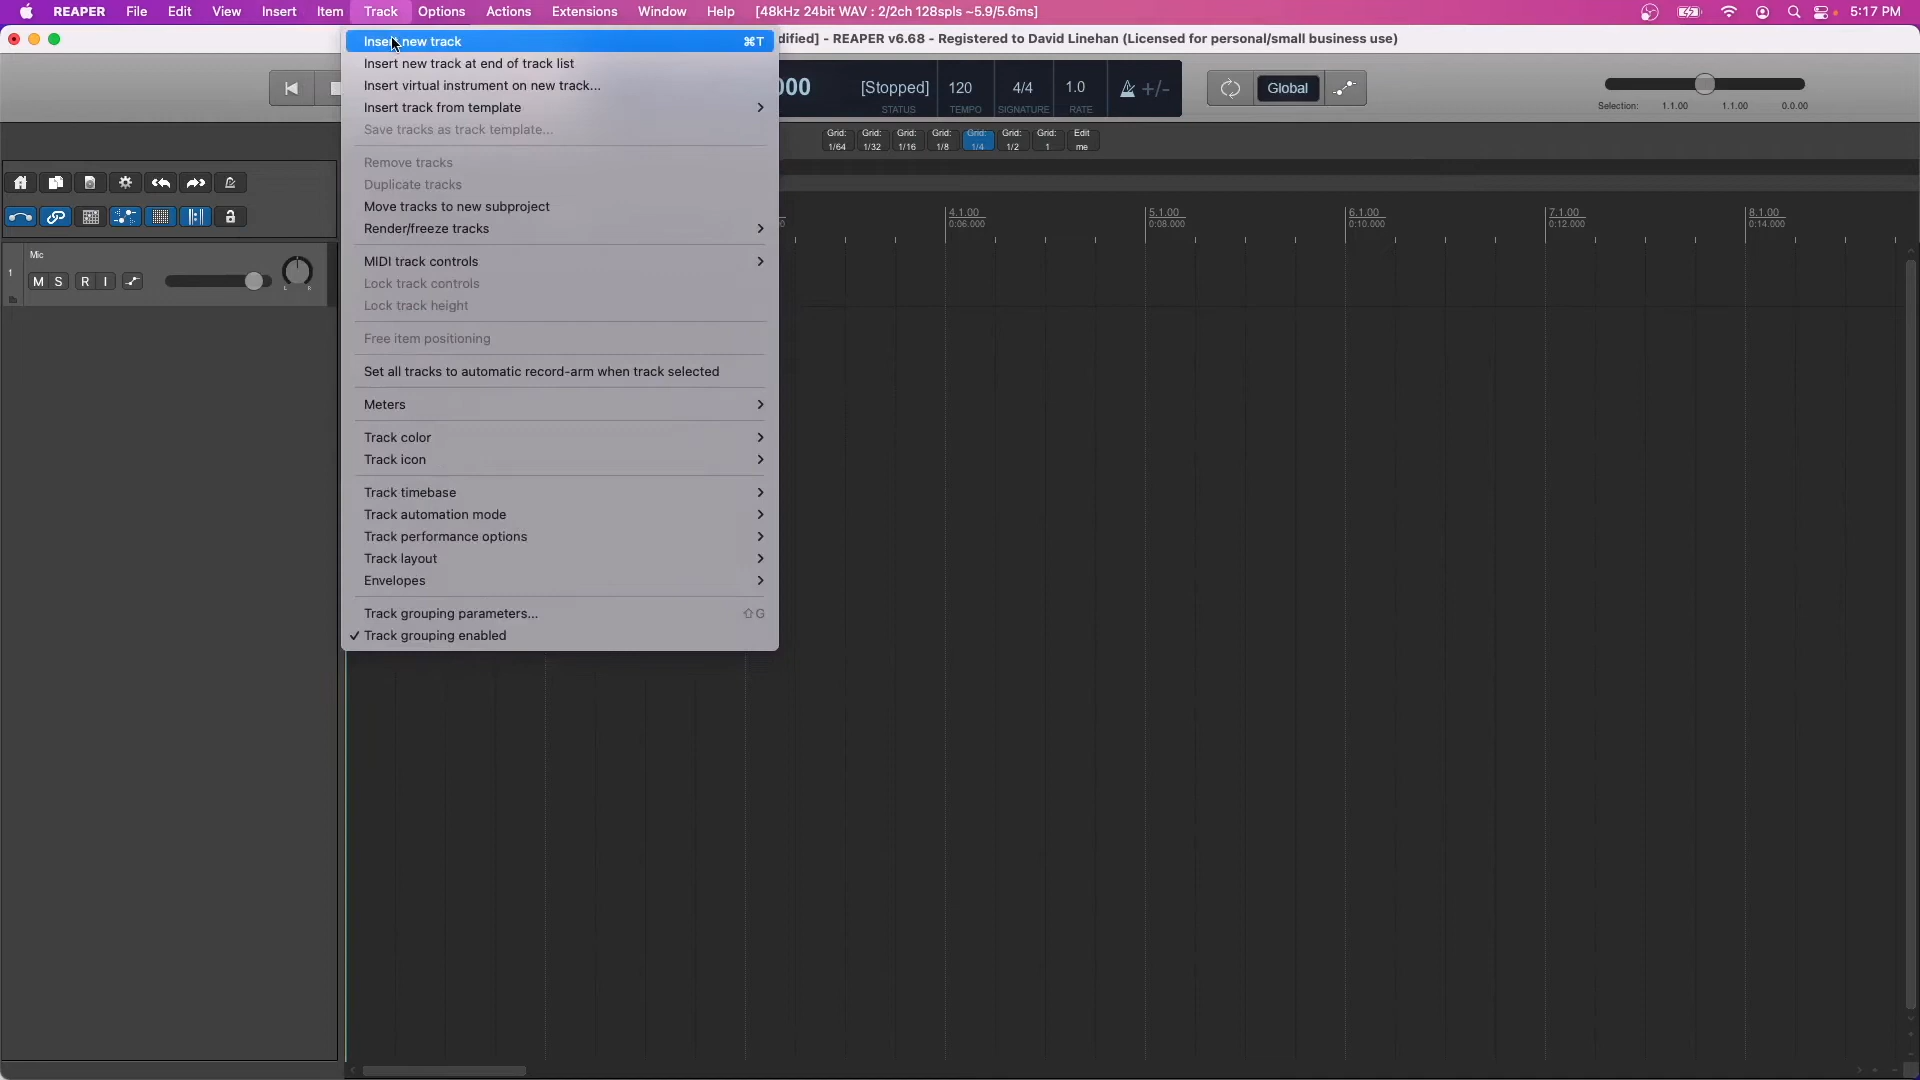 REAPER File Edit View Insert Item Track Options Actions Extensions Window Help [48kHz 24bit WAV : 2/2ch 128spls ~5.9/5.6ms] 5:17 PM
dified] - REAPER v6.68 - Registered to David Linehan (Licensed for personal/small business use)
Insert new track ⌘T
Insert new track at end of track list
Insert virtual instrument on new track...
Insert track from template
Save tracks as track template...
Remove tracks
Duplicate tracks
Move tracks to new subproject
Render/freeze tracks
MIDI track controls
Lock track controls
Lock track height
Free item positioning
Set all tracks to automatic record-arm when track selected
Meters
Track color
Track icon
Track timebase
Track automation mode
Track performance options
Track layout
Envelopes
Track grouping parameters... ⇧G
✓ Track grouping enabled
000 [Stopped] 120 4/4 1.0 +/- Global
STATUS TEMPO SIGNATURE RATE
Selection: 1.1.00 1.1.00 0.0.00
Grid: Grid: Grid: Grid: Grid: Grid: Grid: Edit
1/64 1/32 1/16 1/8 1/4 1/2 1 me
4.1.00 5.1.00 6.1.00 7.1.00 8.1.00
0:06.000 0:08.000 0:10.000 0:12.000 0:14.000
Mic
1
M S R I
L R